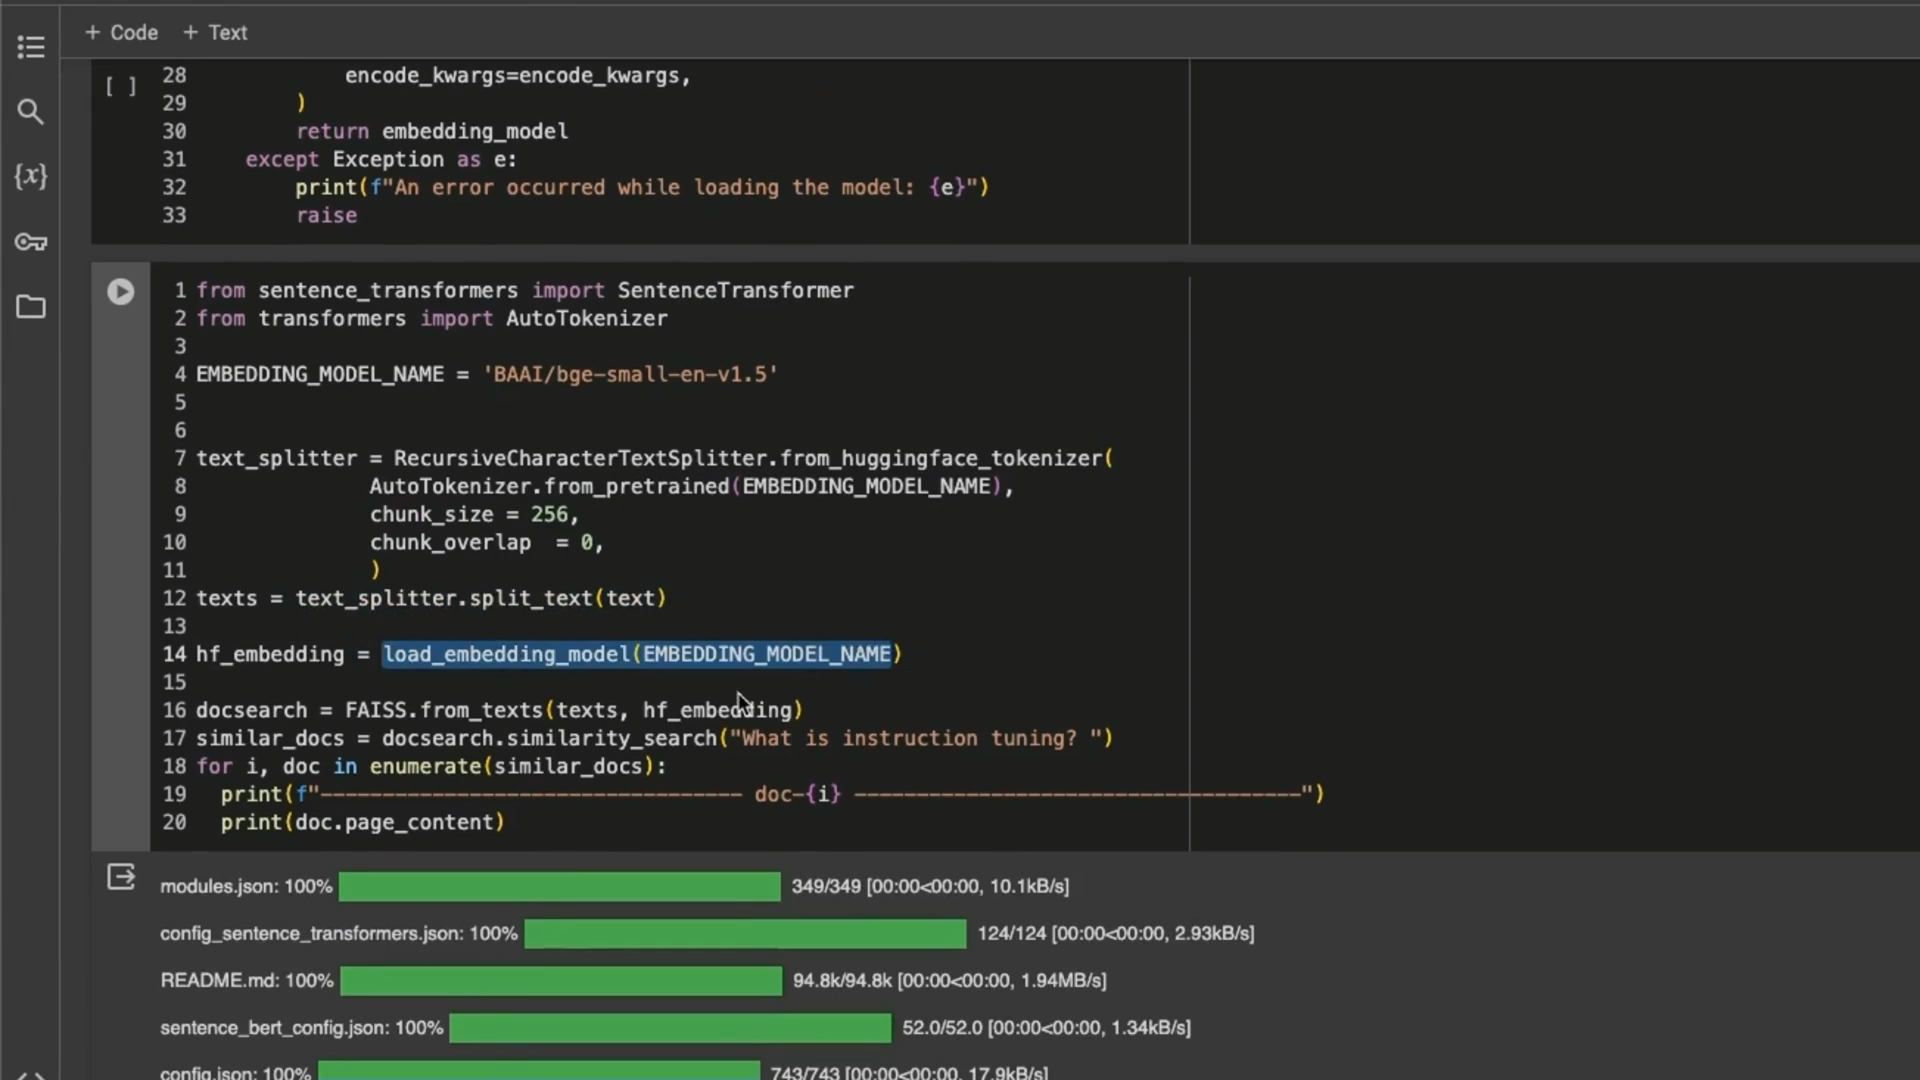 + Code + Text
[ ] 28 encode_kwargs=encode_kwargs,
29 )
30 return embedding_model
31 except Exception as e:
32 print(f"An error occurred while loading the model: {e}")
33 raise
{x}
1 from sentence_transformers import SentenceTransformer
2 from transformers import AutoTokenizer
3
4 EMBEDDING_MODEL_NAME = 'BAAI/bge-small-en-v1.5'
5
6
7 text_splitter = RecursiveCharacterTextSplitter.from_huggingface_tokenizer(
8 AutoTokenizer.from_pretrained(EMBEDDING_MODEL_NAME),
9 chunk_size = 256,
10 chunk_overlap = 0,
11 )
12 texts = text_splitter.split_text(text)
13
14 hf_embedding = load_embedding_model(EMBEDDING_MODEL_NAME)
15
16 docsearch = FAISS.from_texts(texts, hf_embedding)
17 similar_docs = docsearch.similarity_search("What is instruction tuning? ")
18 for i, doc in enumerate(similar_docs):
19 print(f"---------------------------------- doc-{i} ------------------------------------")
20 print(doc.page_content)
modules.json: 100% 349/349 [00:00<00:00, 10.1kB/s]
config_sentence_transformers.json: 100% 124/124 [00:00<00:00, 2.93kB/s]
README.md: 100% 94.8k/94.8k [00:00<00:00, 1.94MB/s]
sentence_bert_config.json: 100% 52.0/52.0 [00:00<00:00, 1.34kB/s]
config.json: 100% 743/743 [00:00<00:00, 17.9kB/s]